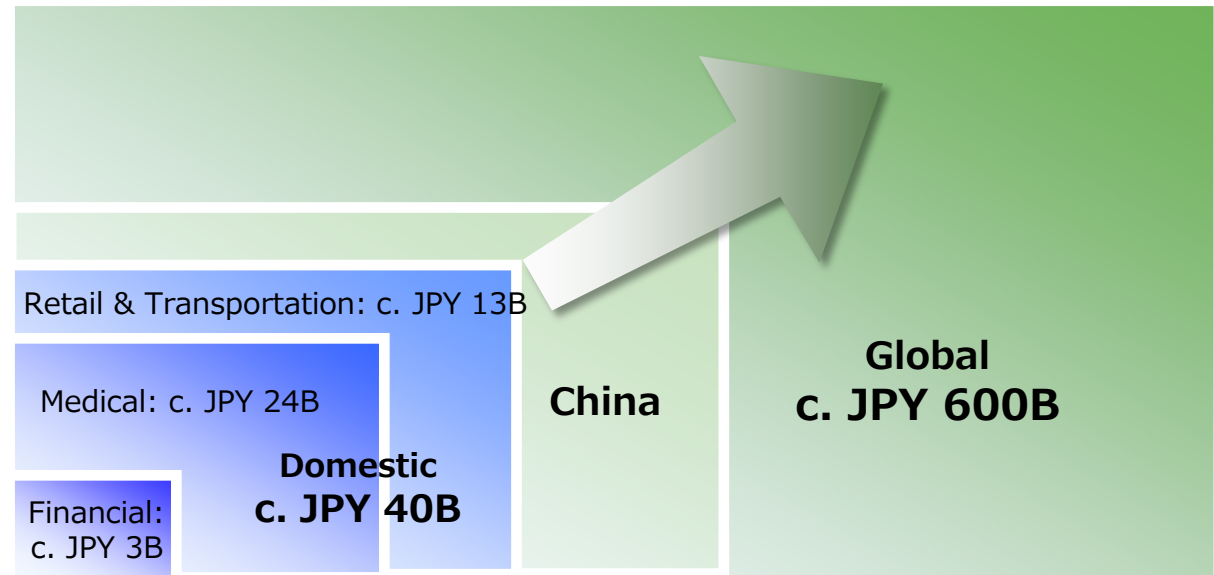 Retail & Transportation: c. JPY 13B
Medical: c. JPY 24B
Financial:
c. JPY 3B
Domestic
c. JPY 40B
China
Global
c. JPY 600B